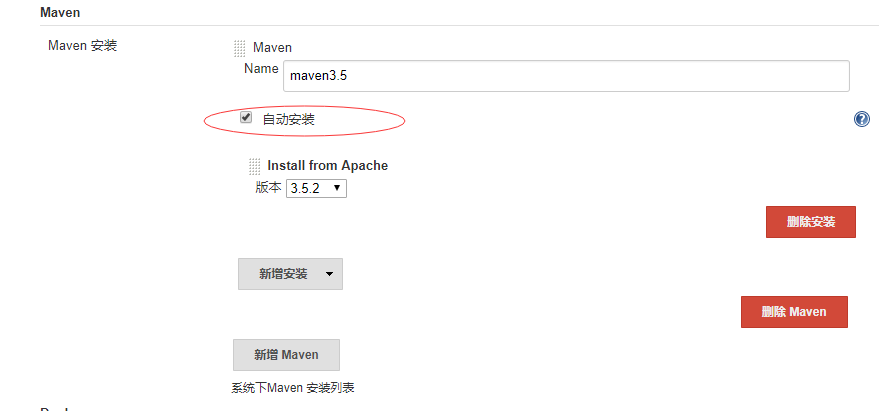 Maven
Maven 安装
Maven
Name
maven3.5
自动安装
Install from Apache
版本 3.5.2
删除安装
新增安装
删除 Maven
新增 Maven
系统下Maven 安装列表